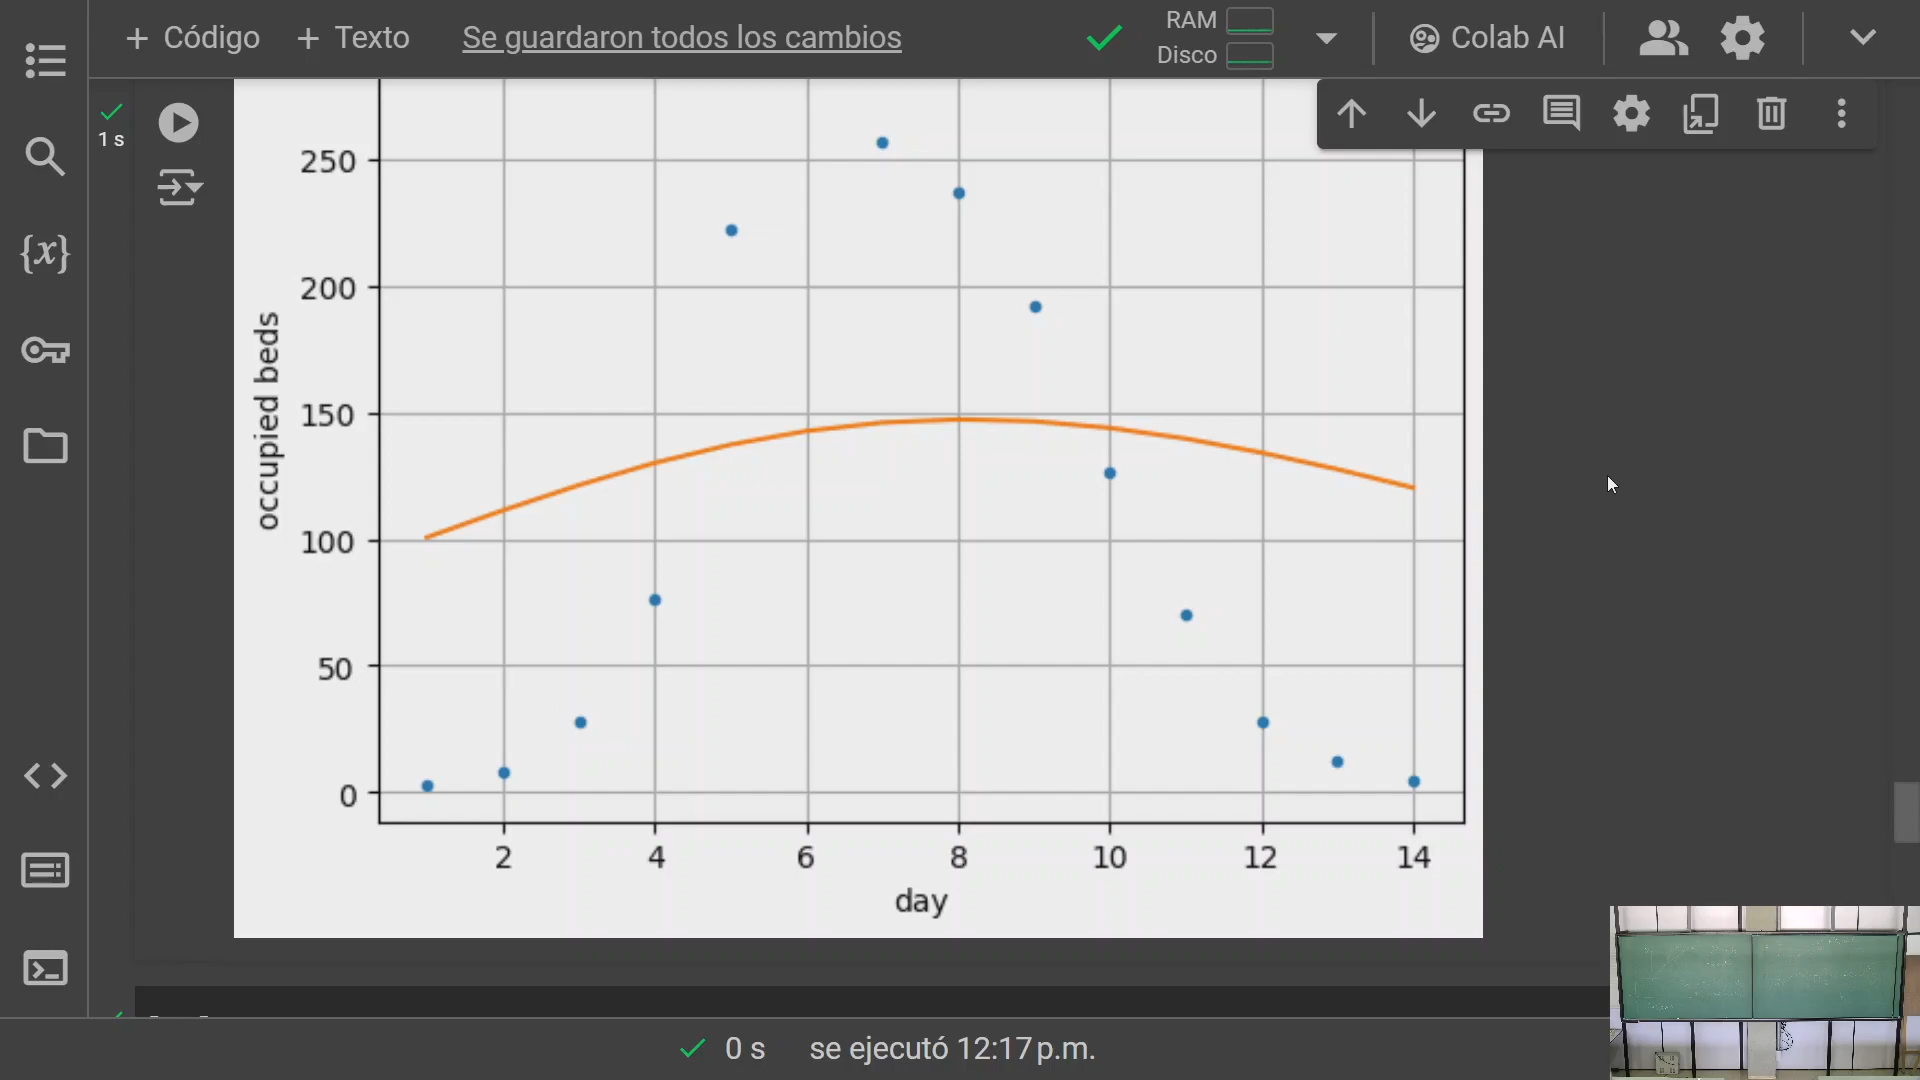 + Código + Texto Se guardaron todos los cambios RAM Disco Colab AI
1 s
{x}
250
200
150
100
50
0
occupied beds
2 4 6 8 10 12 14
day
0 s se ejecutó 12:17 p.m.